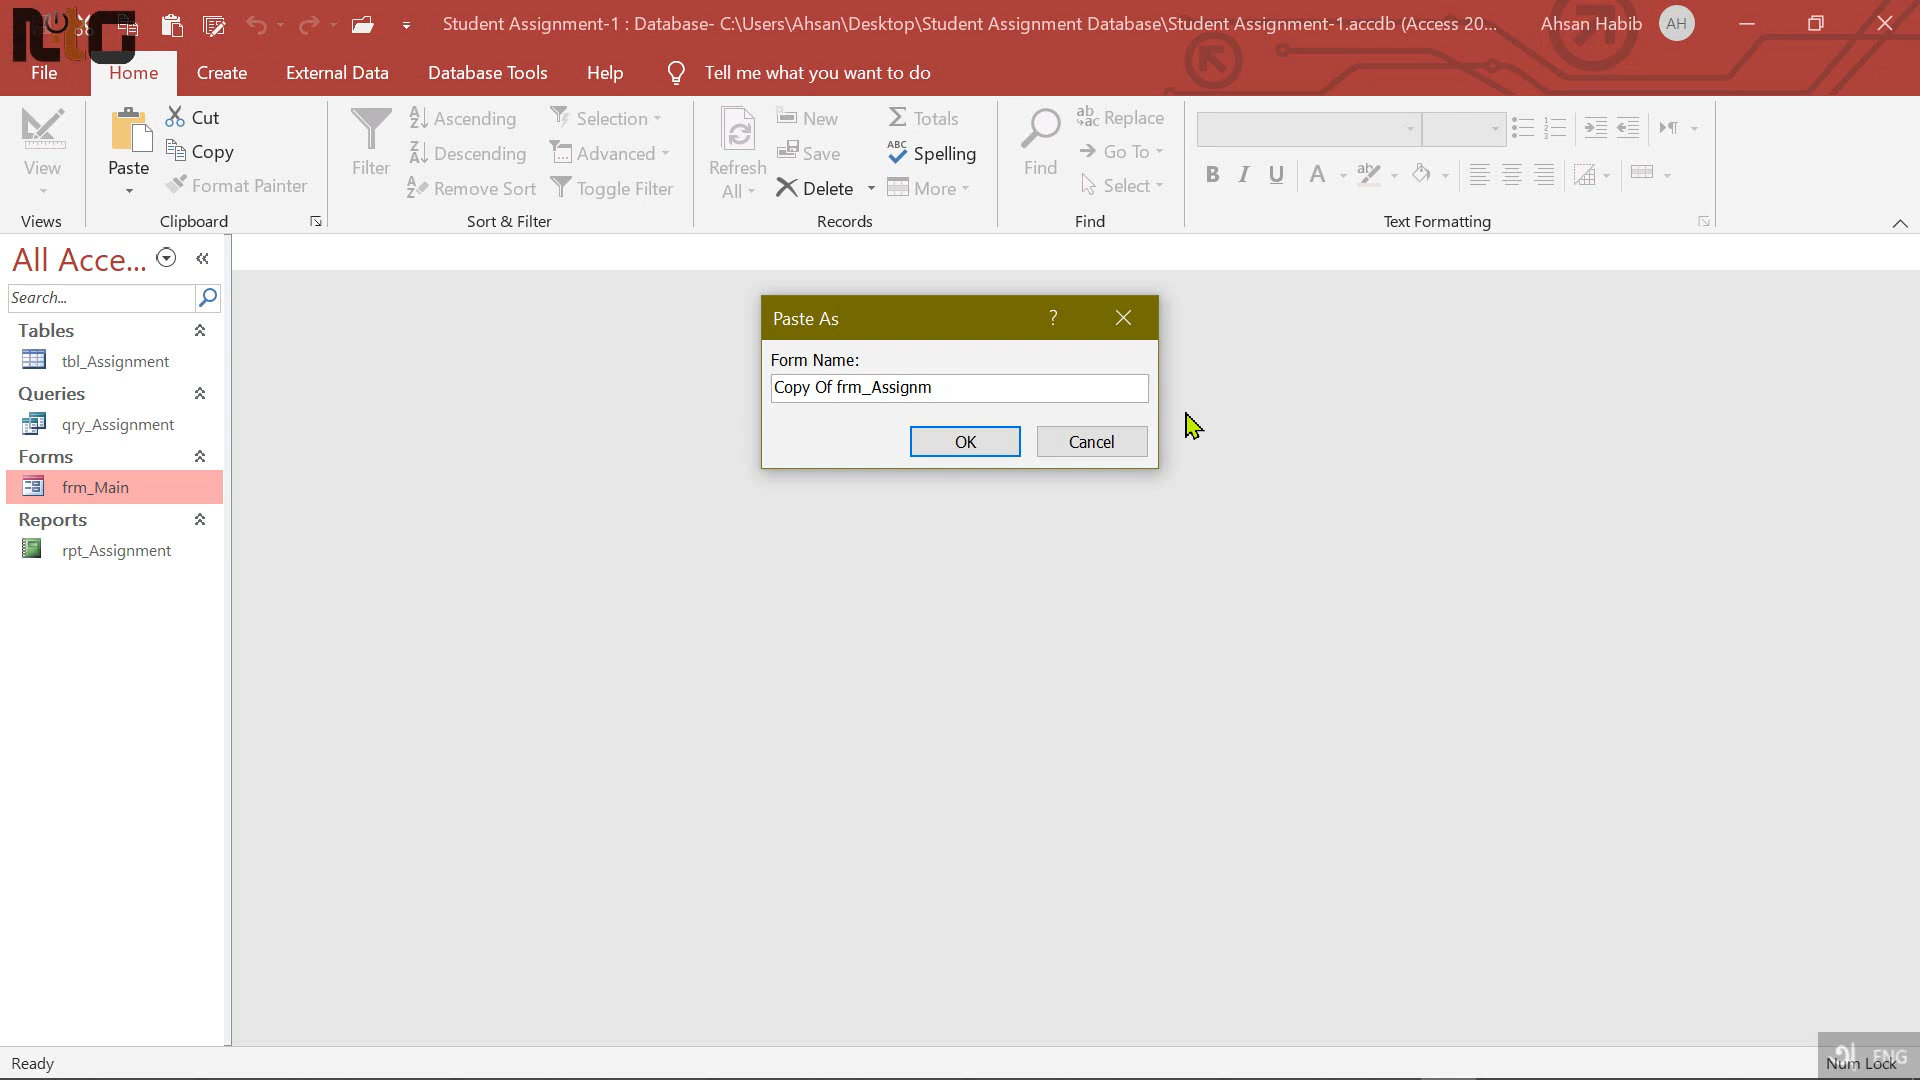 Student Assignment-1 : Database- C:\Users\Ahsan\Desktop\Student Assignment Database\Student Assignment-1.accdb (Access 20...
Ahsan Habib
AH
File
Home
Create
External Data
Database Tools
Help
Tell me what you want to do
View
Views
Paste
Cut
Copy
Format Painter
Clipboard
Filter
Ascending
Descending
Remove Sort
Selection
Advanced
Toggle Filter
Sort & Filter
Refresh
All
New
Save
Delete
Totals
Spelling
More
Records
Find
Replace
Go To
Select
Find
B I U A
Text Formatting
All Acce...
Search...
Tables
tbl_Assignment
Queries
qry_Assignment
Forms
frm_Main
Reports
rpt_Assignment
Paste As
?
Form Name:
Copy Of frm_Assignm
OK
Cancel
Ready
Num Lock
ENG